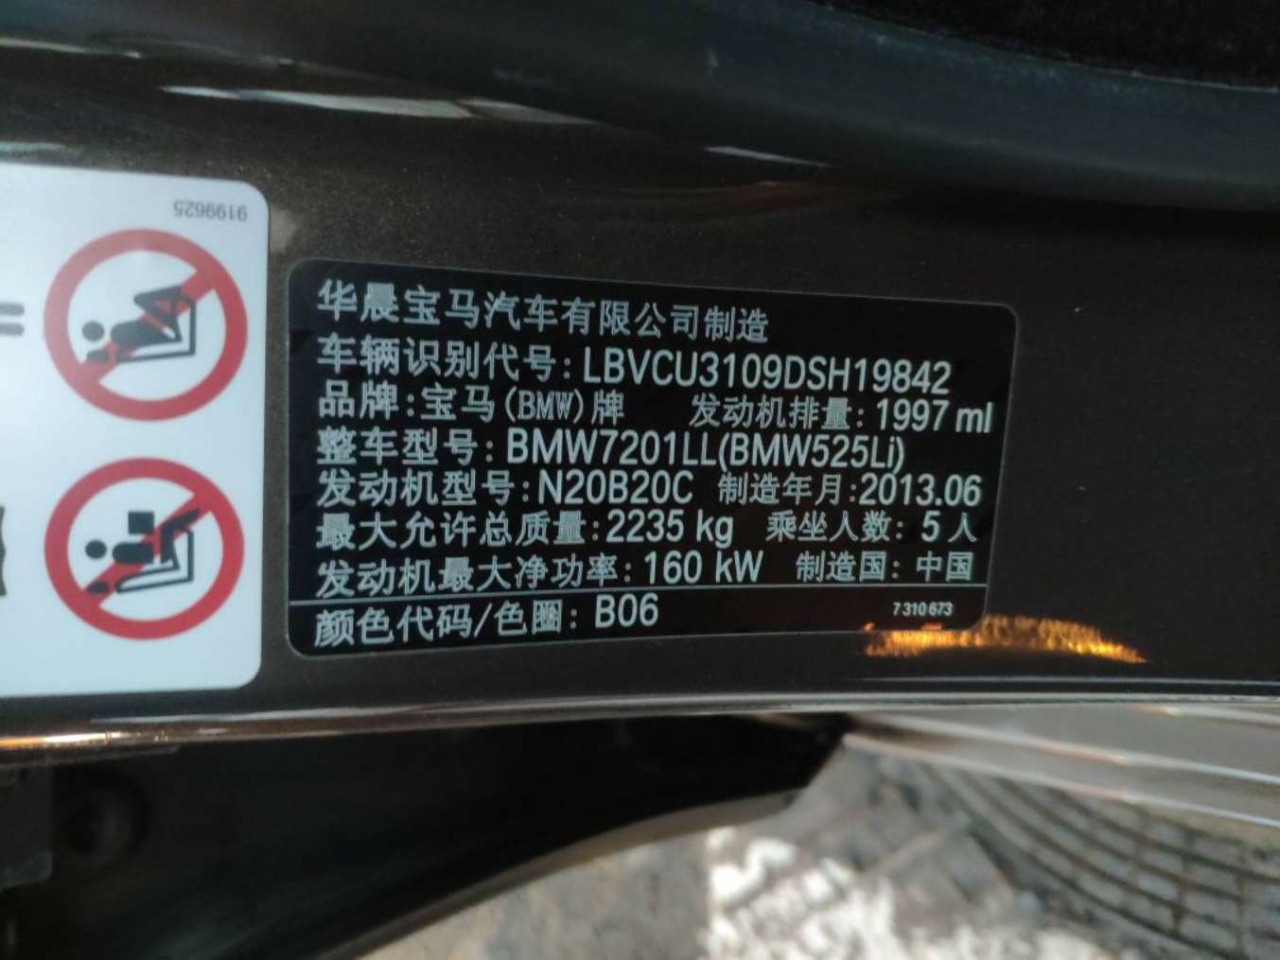 9199625
华晨宝马汽车有限公司制造
车辆识别代号: LBVCU3109DSH19842
品牌:宝马(BMW)牌 发动机排量: 1997 ml
整车型号: BMW7201LL(BMW525Li)
发动机型号: N20B20C 制造年月:2013.06
最大允许总质量: 2235 kg 乘坐人数: 5 人
发动机最大净功率: 160 kW 制造国: 中国
颜色代码/色圈: B06 7 310 673